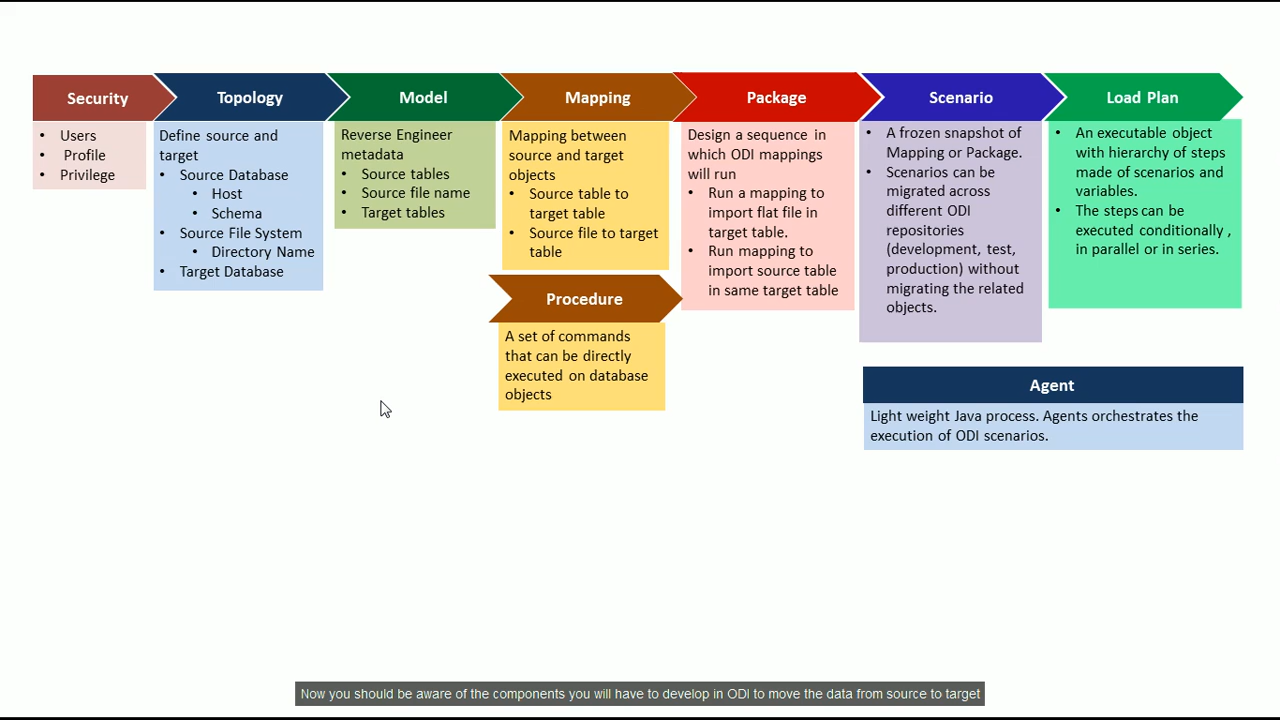 Security
• Users
• Profile
• Privilege
Topology
Define source and
target
• Source Database
• Host
• Schema
• Source File System
• Directory Name
• Target Database
Model
Reverse Engineer
metadata
• Source tables
• Source file name
• Target tables
Mapping
Mapping between
source and target
objects
• Source table to
target table
• Source file to target
table
Procedure
A set of commands
that can be directly
executed on database
objects
Package
Design a sequence in
which ODI mappings
will run
• Run a mapping to
import flat file in
target table.
• Run mapping to
import source table
in same target table
Scenario
• A frozen snapshot of
Mapping or Package.
• Scenarios can be
migrated across
different ODI
repositories
(development, test,
production) without
migrating the related
objects.
Load Plan
• An executable object
with hierarchy of steps
made of scenarios and
variables.
• The steps can be
executed conditionally ,
in parallel or in series.
Agent
Light weight Java process. Agents orchestrates the
execution of ODI scenarios.
Now you should be aware of the components you will have to develop in ODI to move the data from source to target